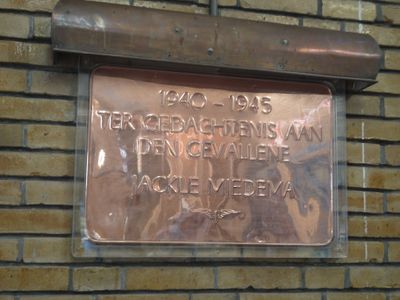 1940 - 1945
TER GEDACHTENIS AAN
DEN GEVALLENE
JACKLE MIEDEMA